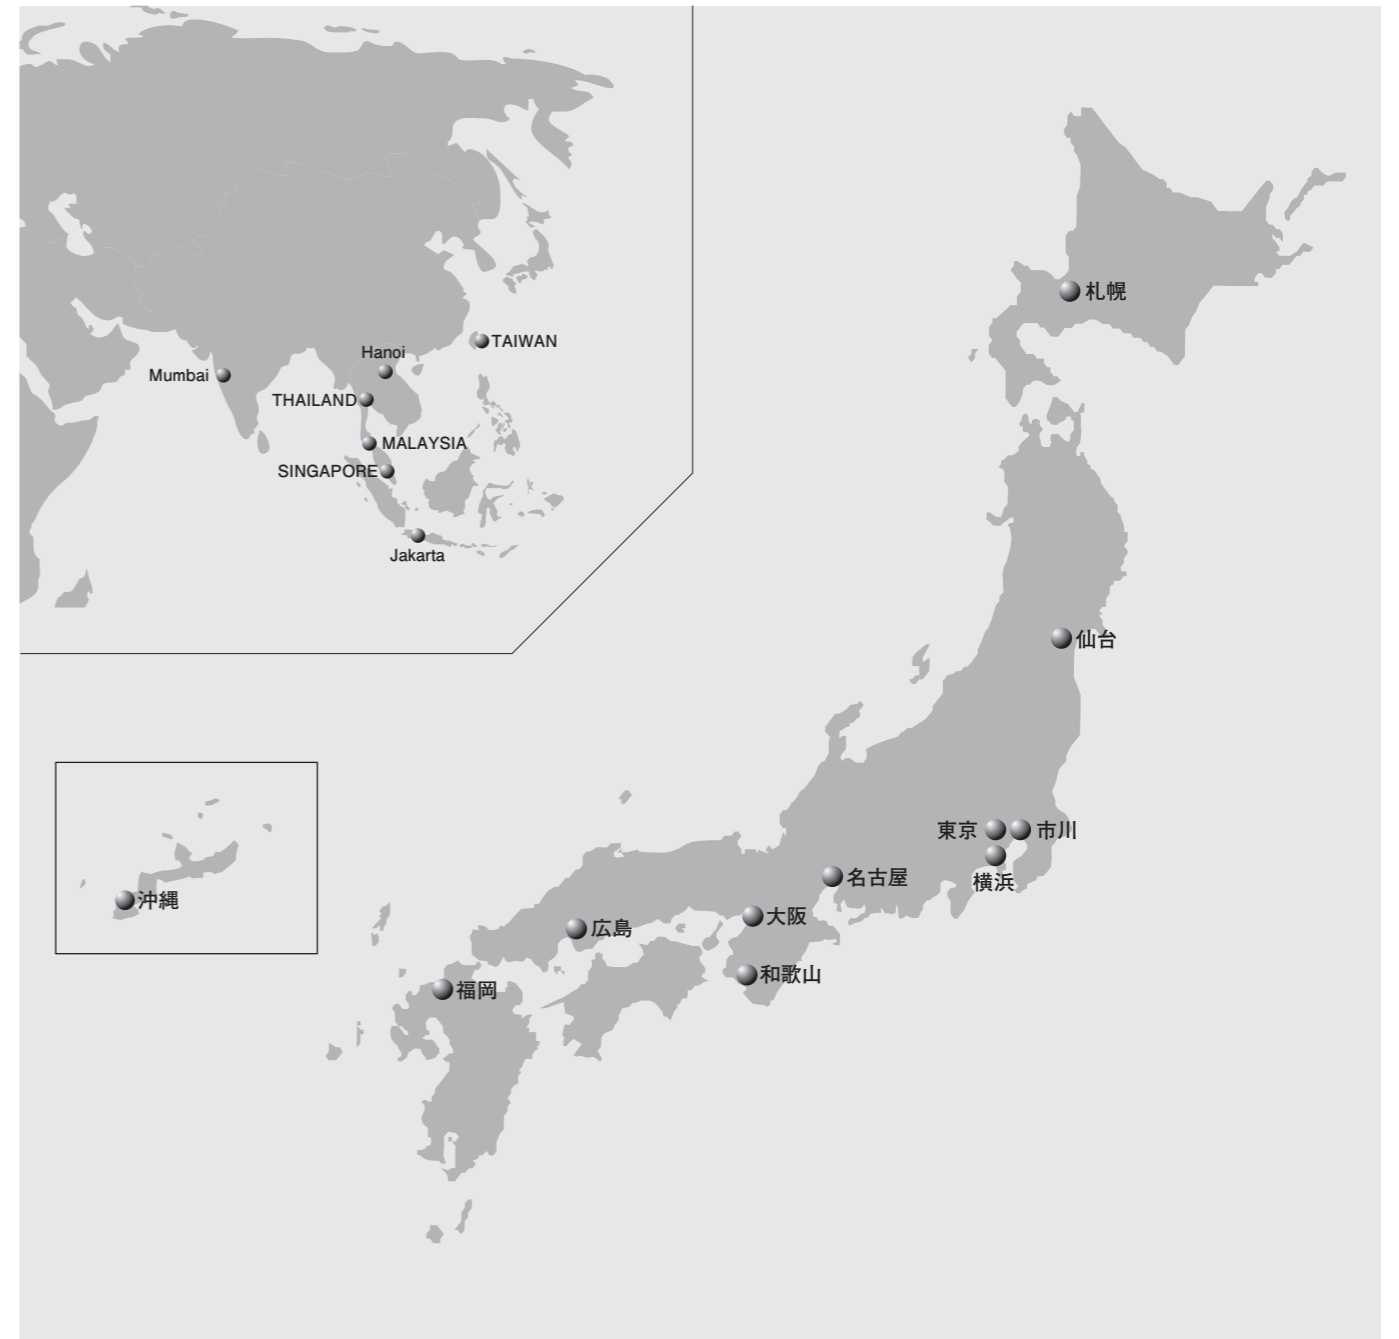 TAIWAN
Hanoi
Mumbai
THAILAND
MALAYSIA
SINGAPORE
Jakarta
札幌
仙台
東京
市川
横浜
名古屋
大阪
広島
和歌山
福岡
沖縄